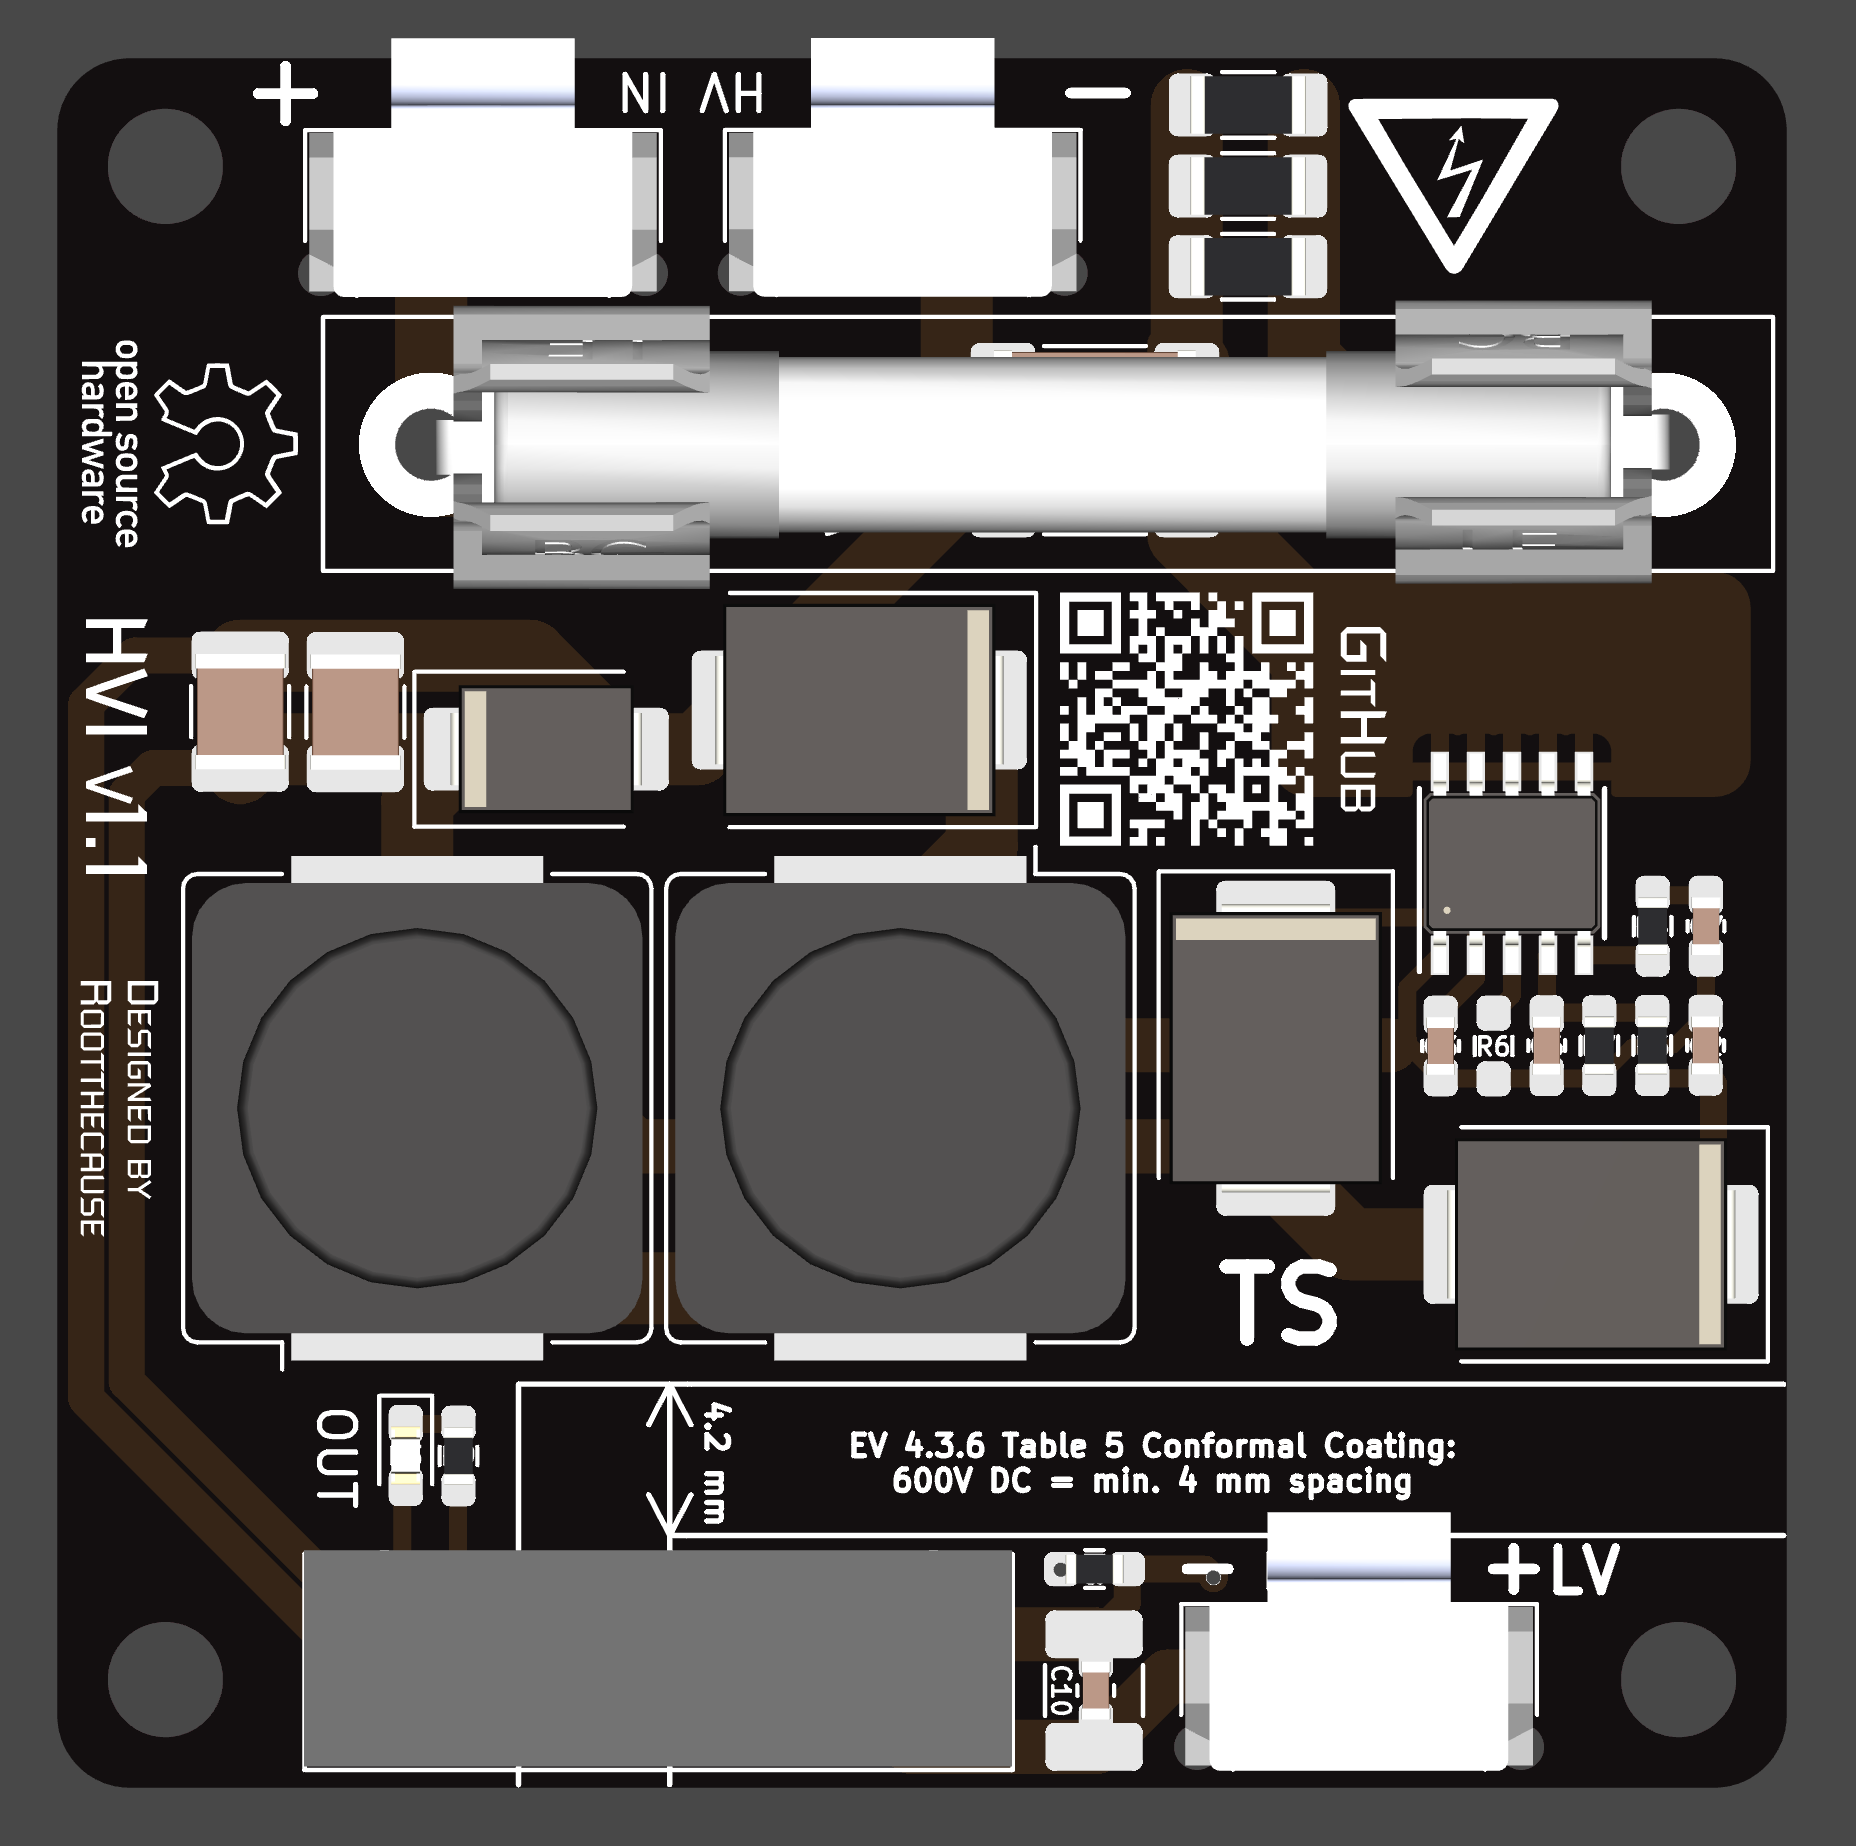 +
HV IN
−
open source
hardware
HVI v1.1
GitHub
Designed by
RootTheCause
R6
TS
OUT
4.2 mm
EV 4.3.6 Table 5 Conformal Coating:
600V DC = min. 4 mm spacing
− +LV
C10